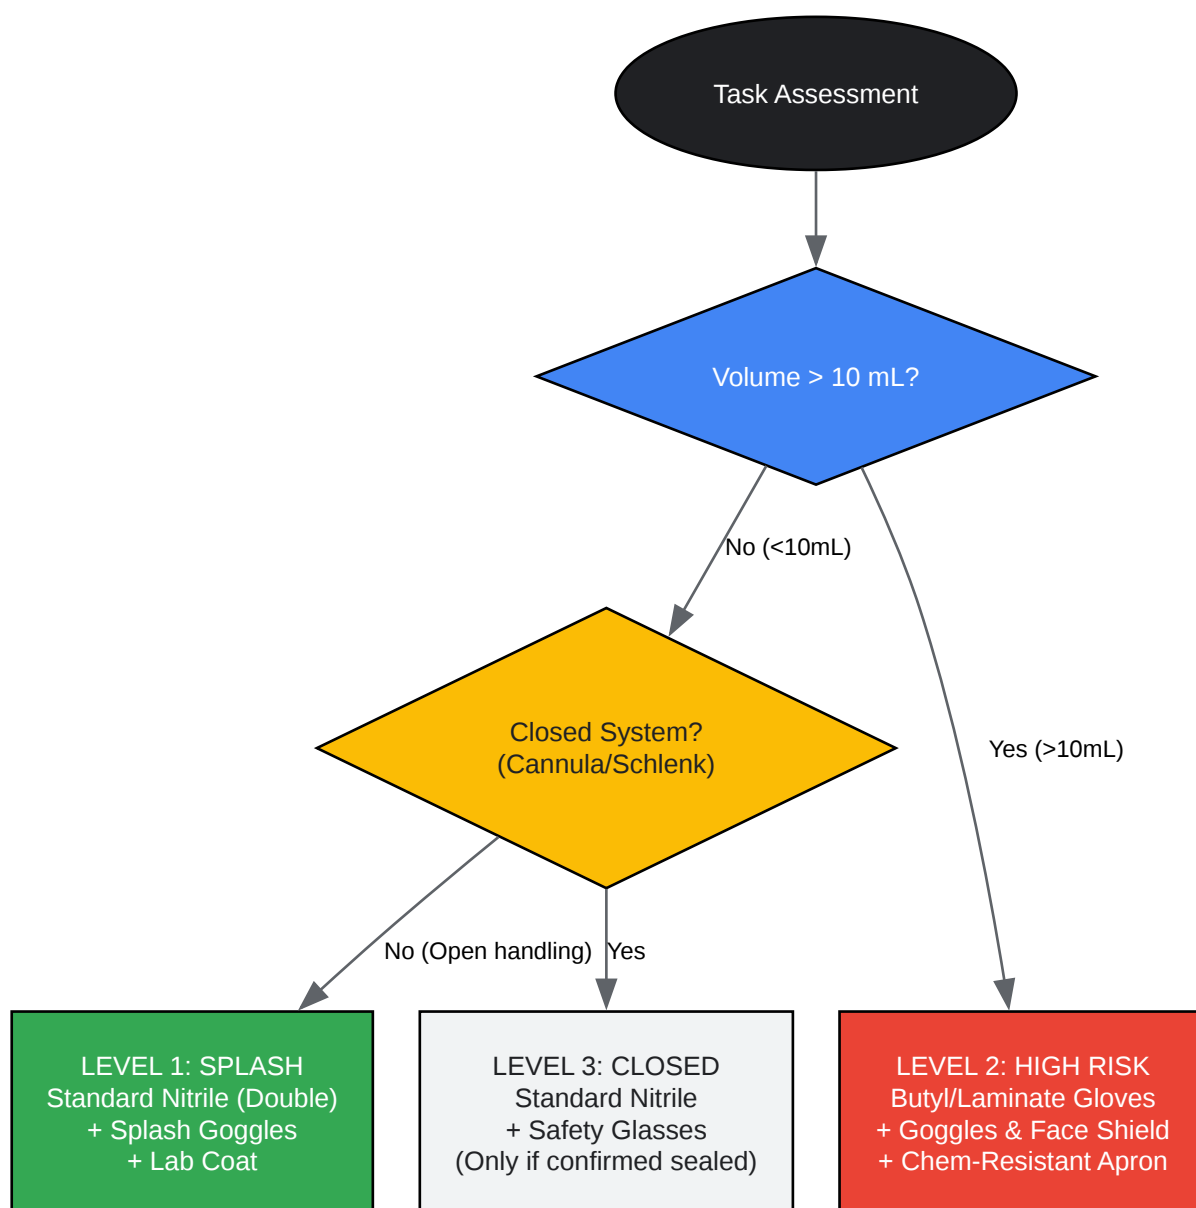 Task Assessment
Volume > 10 mL?
No (<10mL)
Closed System?
(Cannula/Schlenk)
Yes (>10mL)
No (Open handling)
Yes
LEVEL 1: SPLASH
Standard Nitrile (Double)
+ Splash Goggles
+ Lab Coat
LEVEL 3: CLOSED
Standard Nitrile
+ Safety Glasses
(Only if confirmed sealed)
LEVEL 2: HIGH RISK
Butyl/Laminate Gloves
+ Goggles & Face Shield
+ Chem-Resistant Apron